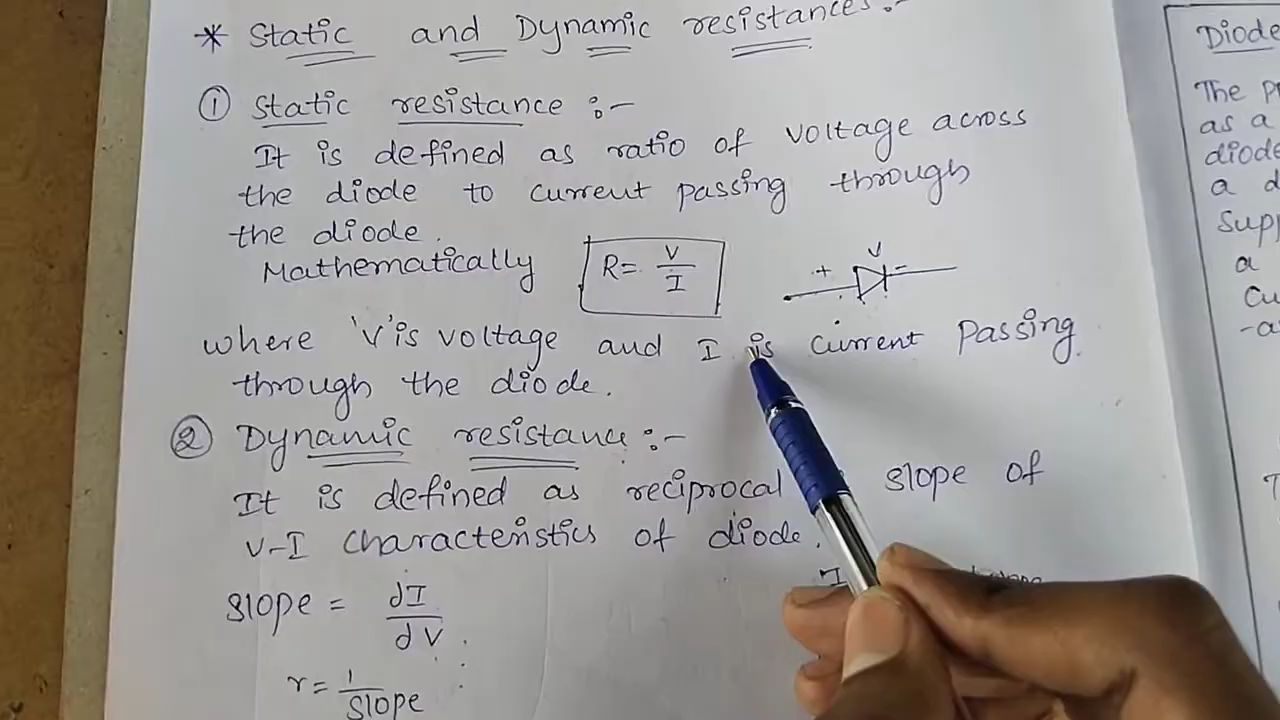 * Static and Dynamic resistances :-
① Static resistance :-
It is defined as ratio of voltage across
the diode to current passing through
the diode.
Mathematically R = V/I
+ V -
where 'V' is voltage and I is current passing
through the diode.
② Dynamic resistance :-
It is defined as reciprocal slope of
V-I characteristics of diode.
I
slope = dI/dV
r = 1/slope
Diode
The
as a
diode
a
a